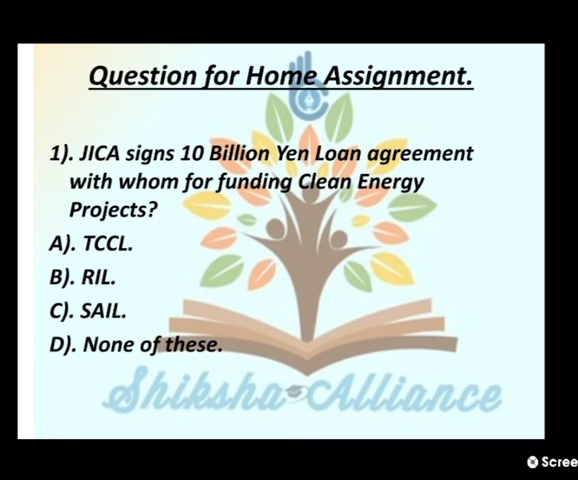 Question for Home Assignment.
1). JICA signs 10 Billion Yen Loan agreement
with whom for funding Clean Energy
Projects?
A). TCCL.
B). RIL.
C). SAIL.
D). None of these.
Shiksha Alliance
Scree